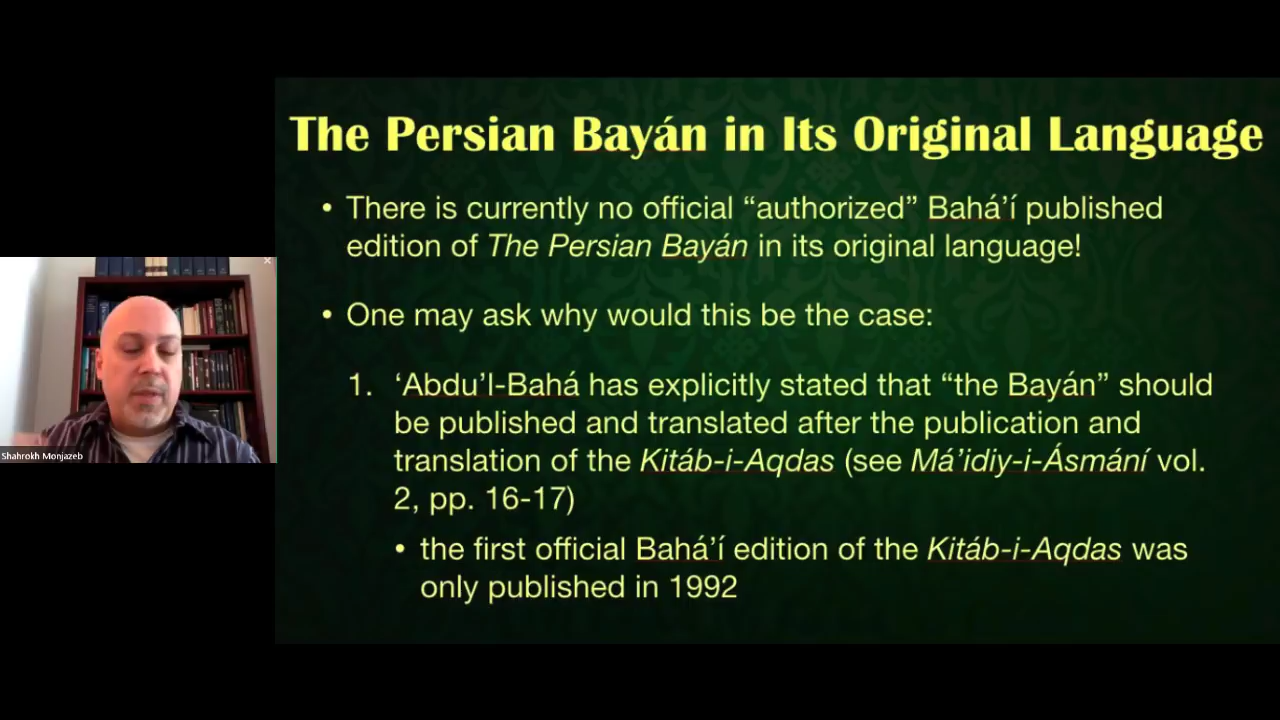 The Persian Bayán in Its Original Language
• There is currently no official “authorized” Bahá’í published
edition of The Persian Bayán in its original language!
• One may ask why would this be the case:
1. ‘Abdu’l-Bahá has explicitly stated that “the Bayán” should
be published and translated after the publication and
translation of the Kitáb-i-Aqdas (see Má’idiy-i-Ásmání vol.
2, pp. 16-17)
• the first official Bahá’í edition of the Kitáb-i-Aqdas was
only published in 1992
Shahrokh Monjazeb